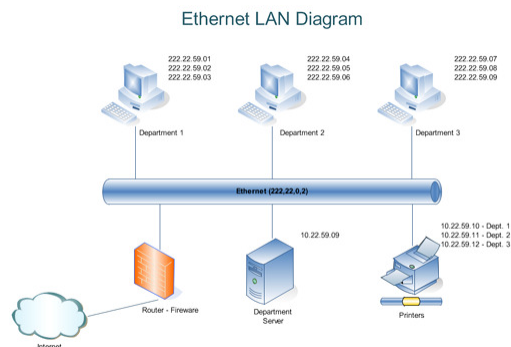 Ethernet LAN Diagram
222.22.59.01
222.22.59.02
222.22.59.03
222.22.59.04
222.22.59.05
222.22.59.06
222.22.59.07
222.22.59.08
222.22.59.09
Department 1
Department 2
Department 3
Ethernet (222,22,0,2)
10.22.59.09
10.22.59.10 - Dept. 1
10.22.59.11 - Dept. 2
10.22.59.12 - Dept. 3
Router - Fireware
Department
Server
Printers
Internet